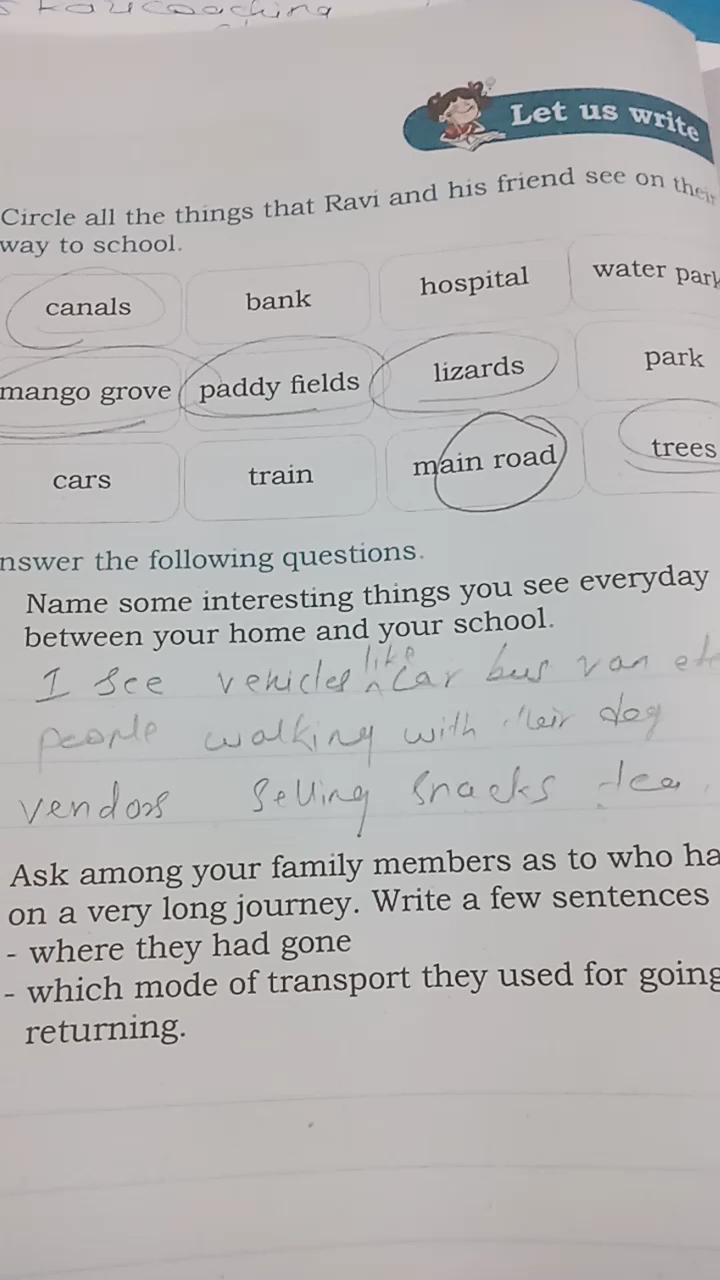 Let us write
Circle all the things that Ravi and his friend see on their
way to school.
canals bank hospital water park
mango grove paddy fields lizards park
cars train main road trees
nswer the following questions.
Name some interesting things you see everyday
between your home and your school.
like
I see vehicles ^ car bus van etc
people walking with their dog
vendors selling snacks tea
Ask among your family members as to who ha
on a very long journey. Write a few sentences
- where they had gone
- which mode of transport they used for going
returning.